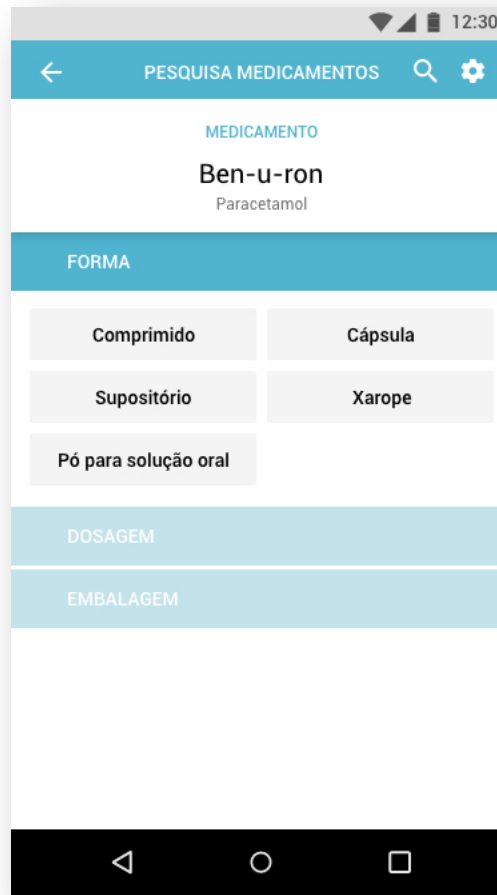 12:30
PESQUISA MEDICAMENTOS
MEDICAMENTO
Ben-u-ron
Paracetamol
FORMA
Comprimido Cápsula
Supositório Xarope
Pó para solução oral
DOSAGEM
EMBALAGEM